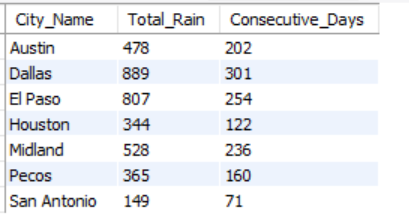 City_Name Total_Rain Consecutive_Days
Austin 478 202
Dallas 889 301
El Paso 807 254
Houston 344 122
Midland 528 236
Pecos 365 160
San Antonio 149 71